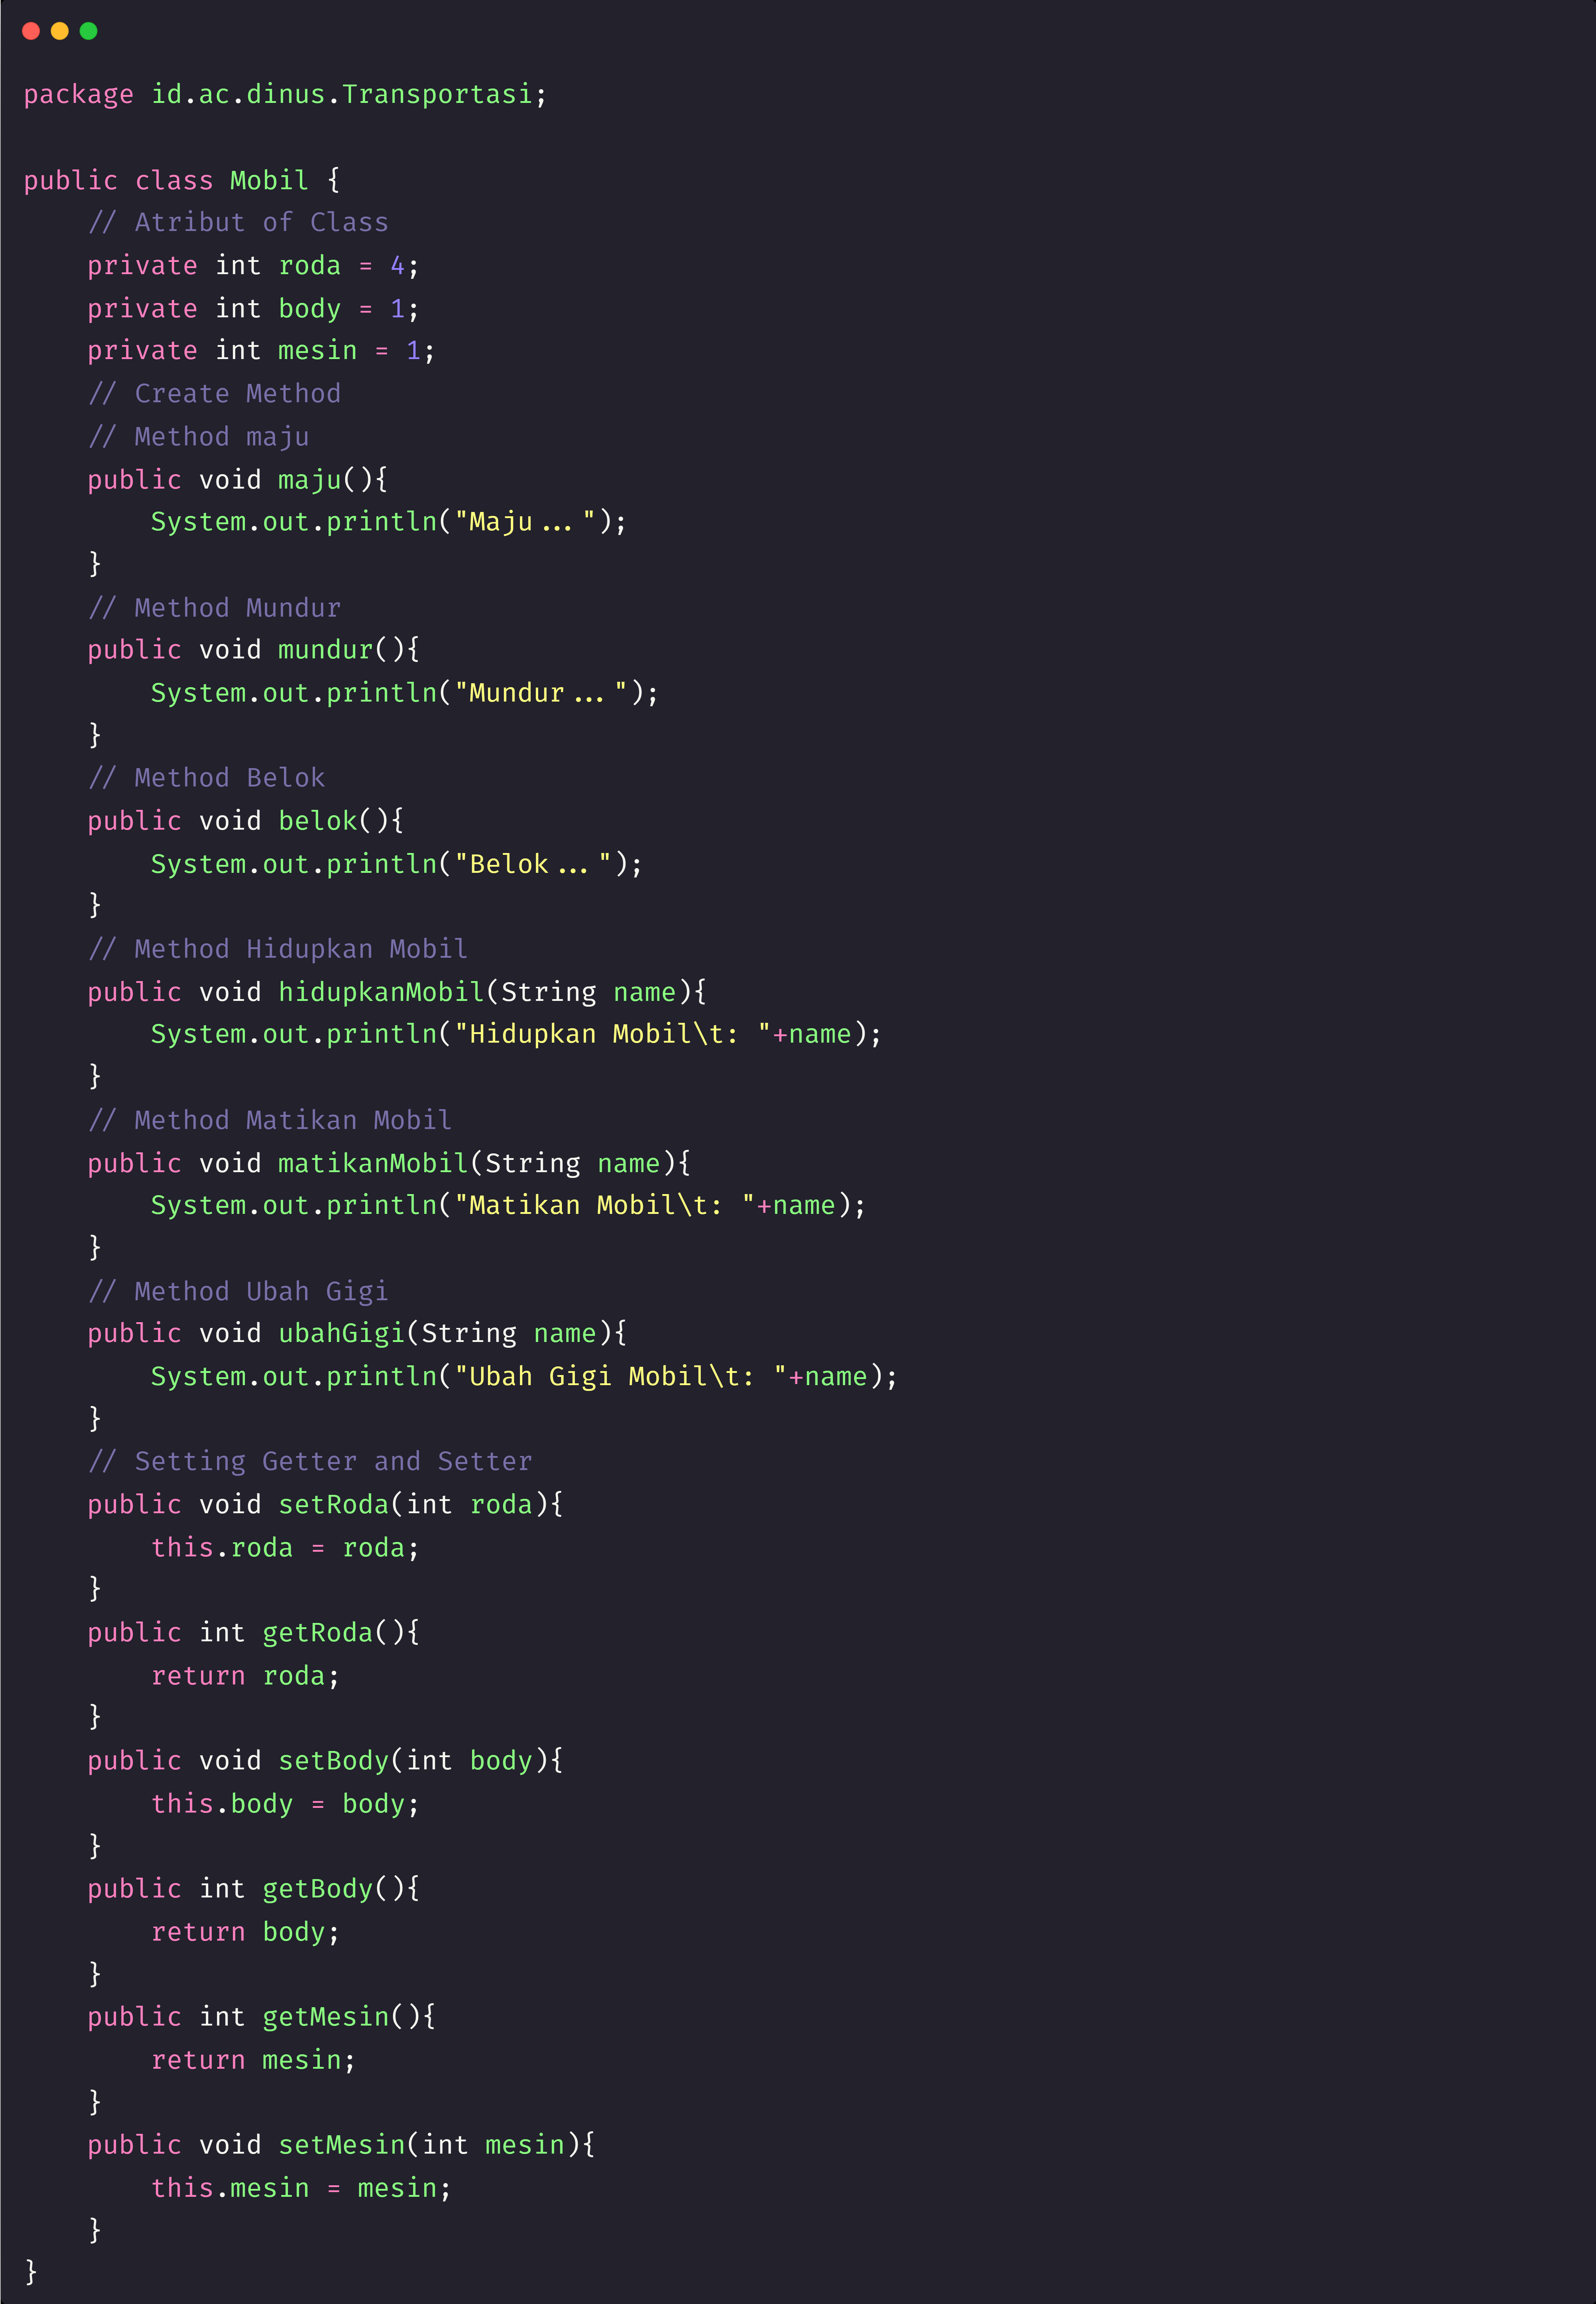 package id.ac.dinus.Transportasi;

public class Mobil {
    // Atribut of Class
    private int roda = 4;
    private int body = 1;
    private int mesin = 1;
    // Create Method
    // Method maju
    public void maju(){
        System.out.println("Maju...");
    }
    // Method Mundur
    public void mundur(){
        System.out.println("Mundur...");
    }
    // Method Belok
    public void belok(){
        System.out.println("Belok...");
    }
    // Method Hidupkan Mobil
    public void hidupkanMobil(String name){
        System.out.println("Hidupkan Mobil\t: "+name);
    }
    // Method Matikan Mobil
    public void matikanMobil(String name){
        System.out.println("Matikan Mobil\t: "+name);
    }
    // Method Ubah Gigi
    public void ubahGigi(String name){
        System.out.println("Ubah Gigi Mobil\t: "+name);
    }
    // Setting Getter and Setter
    public void setRoda(int roda){
        this.roda = roda;
    }
    public int getRoda(){
        return roda;
    }
    public void setBody(int body){
        this.body = body;
    }
    public int getBody(){
        return body;
    }
    public int getMesin(){
        return mesin;
    }
    public void setMesin(int mesin){
        this.mesin = mesin;
    }
}